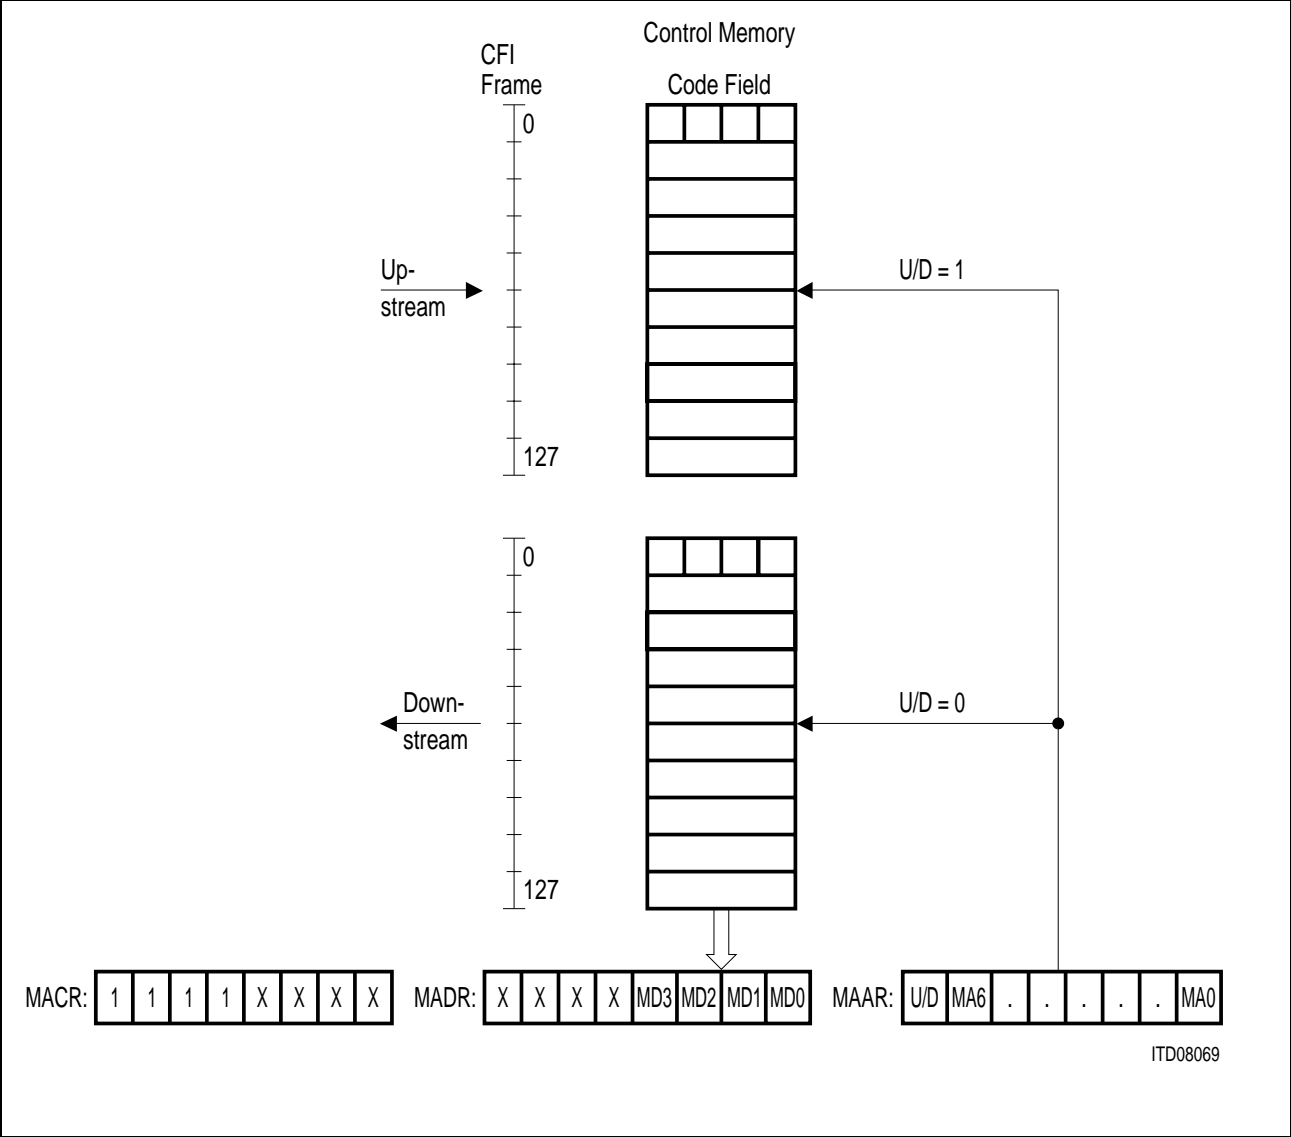 Control Memory
CFI
Frame
Code Field
0
Up-
stream
U/D = 1
127
0
Down-
stream
U/D = 0
127
MACR: 1 1 1 1 X X X X
MADR: X X X X MD3 MD2 MD1 MD0
MAAR: U/D MA6 . . . . . MA0
ITD08069